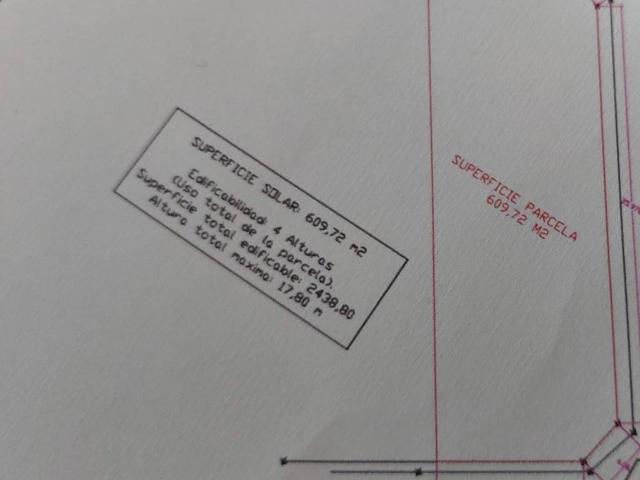 SUPERFICIE SOLAR: 609,72 m2
Edificabilidad: 4 Alturas
(Uso total de la parcela).
Superficie total edificable: 2438,80
Altura total maxima: 17,80 m
SUPERFICIE PARCELA
609,72 M2